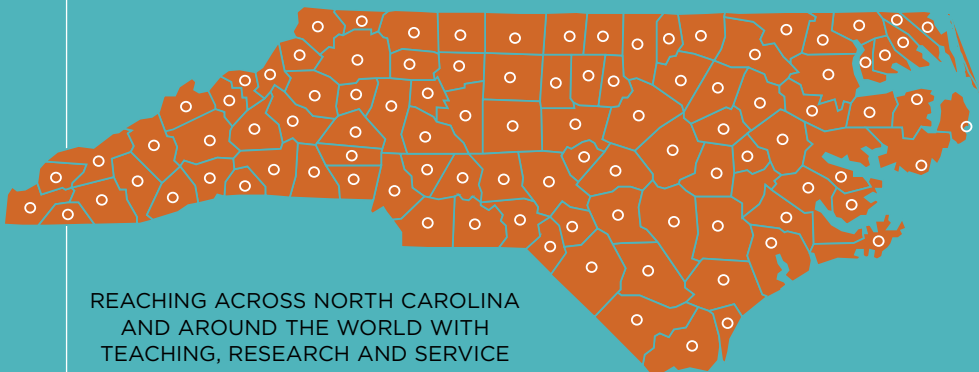 REACHING ACROSS NORTH CAROLINA
AND AROUND THE WORLD WITH
TEACHING, RESEARCH AND SERVICE